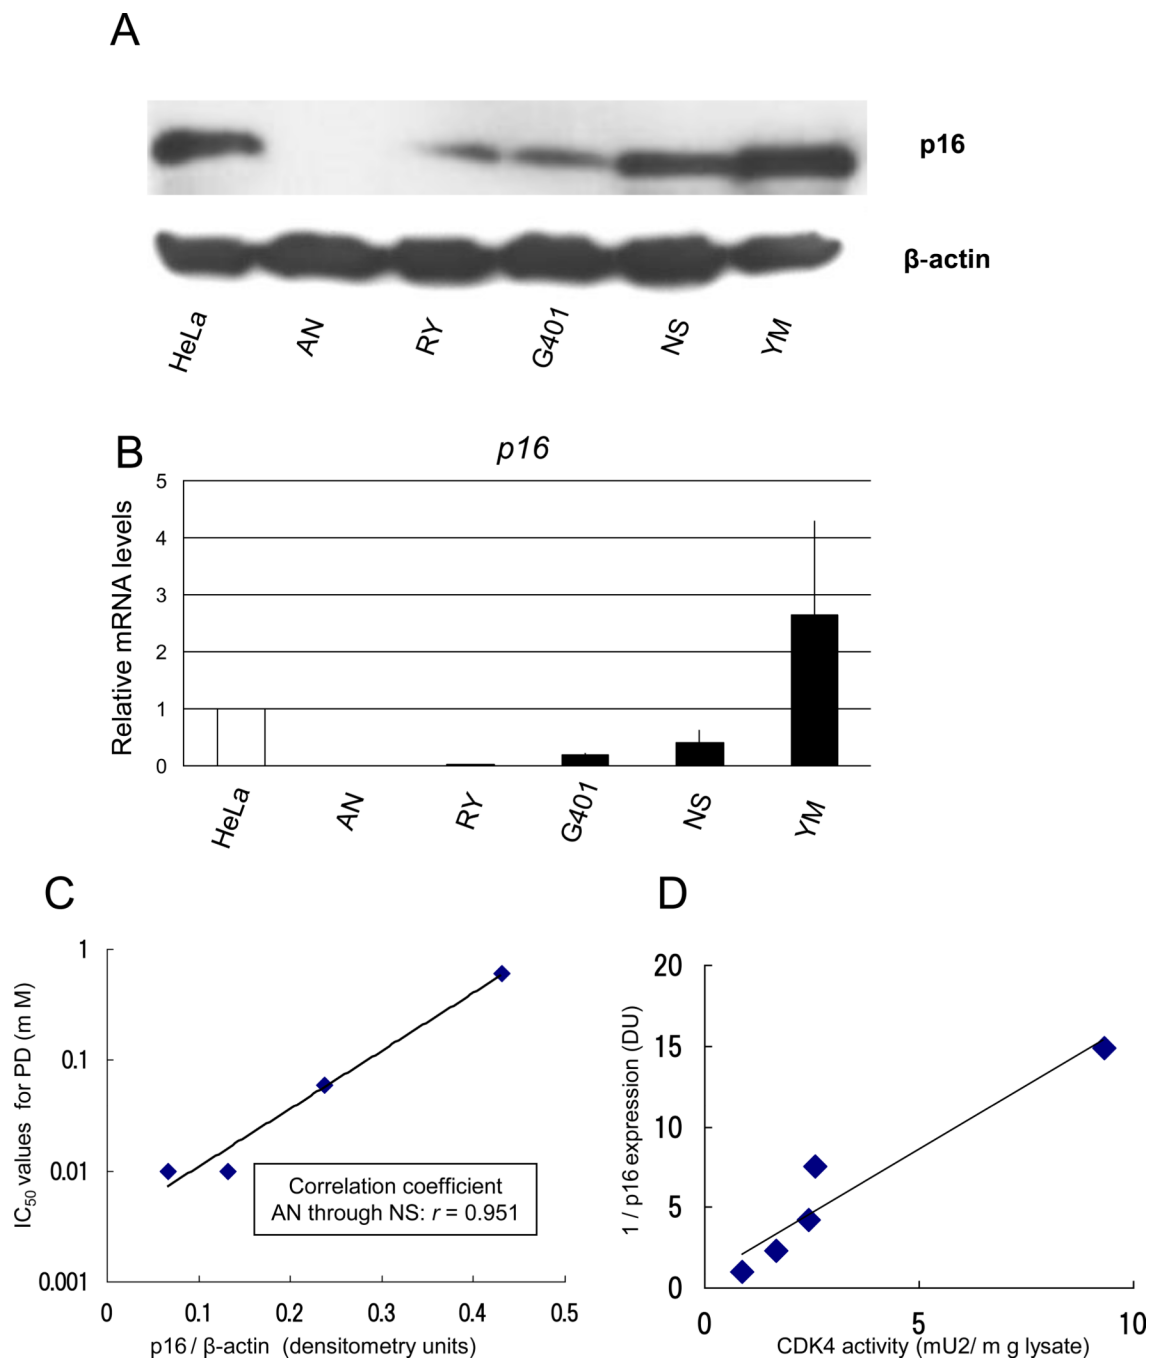 A
p16
β-actin
HeLa
AN
RY
G401
NS
YM
B
p16
Relative mRNA levels
5
4
3
2
1
0
HeLa
AN
RY
G401
NS
YM
C
IC50 values for PD (m M)
1
0.1
0.01
0.001
Correlation coefficient
AN through NS: r = 0.951
0
0.1
0.2
0.3
0.4
0.5
p16 / β-actin (densitometry units)
D
1 / p16 expression (DU)
20
15
10
5
0
0
5
10
CDK4 activity (mU2/ m g lysate)